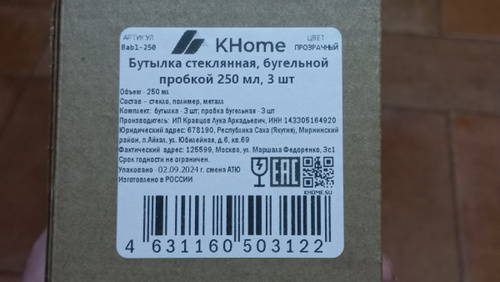 АРТИКУЛ
Babl-250
KHome
ЦВЕТ
ПРОЗРАЧНЫЙ
Бутылка стеклянная, бугельной
пробкой 250 мл, 3 шт
Объем - 250 мл
Состав – стекло, полимер, металл
Комплект: бутылка - 3 шт; пробка бугельная - 3 шт
Производитель: ИП Кравцов Лука Аркадьевич, ИНН 143305164920
Юридический адрес: 678190, Республика Саха (Якутия), Мирнинский
район, п.Айхал, ул. Юбилейная, д.6, кв.69
Фактический адрес: 125599, Москва, ул. Маршала Федоренко, 3с1
Срок годности не ограничен.
Упаковано : 02.09.2024 г. смена АТЮ
Изготовлено в РОССИИ
EAC
KHOME.SU
4 631160 503122